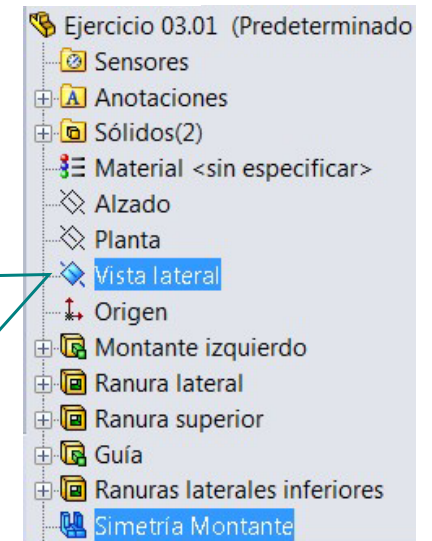 Ejercicio 03.01 (Predeterminado
Sensores
A Anotaciones
Sólidos(2)
Material <sin especificar>
Alzado
Planta
Vista lateral
Origen
Montante izquierdo
Ranura lateral
Ranura superior
Guía
Ranuras laterales inferiores
Simetría Montante